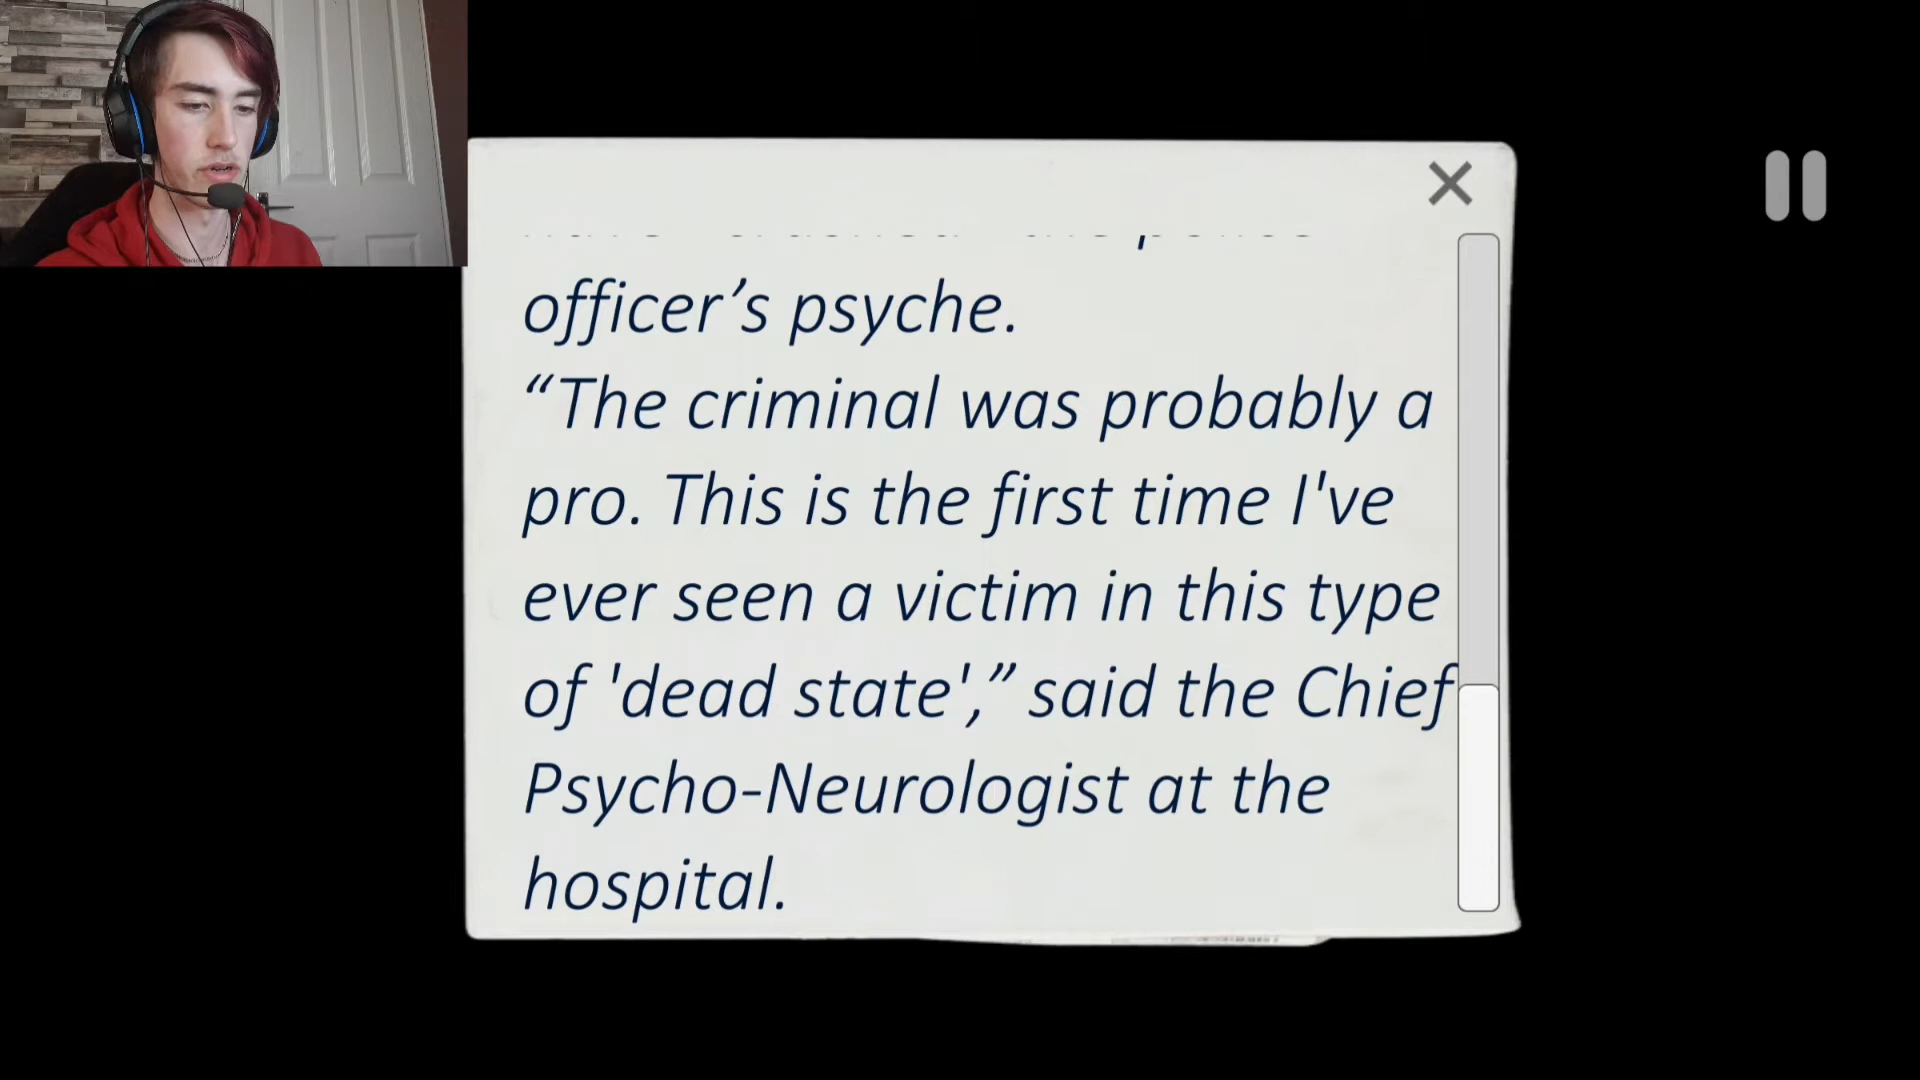 officer’s psyche.
“The criminal was probably a
pro. This is the first time I've
ever seen a victim in this type
of 'dead state',” said the Chief
Psycho-Neurologist at the
hospital.